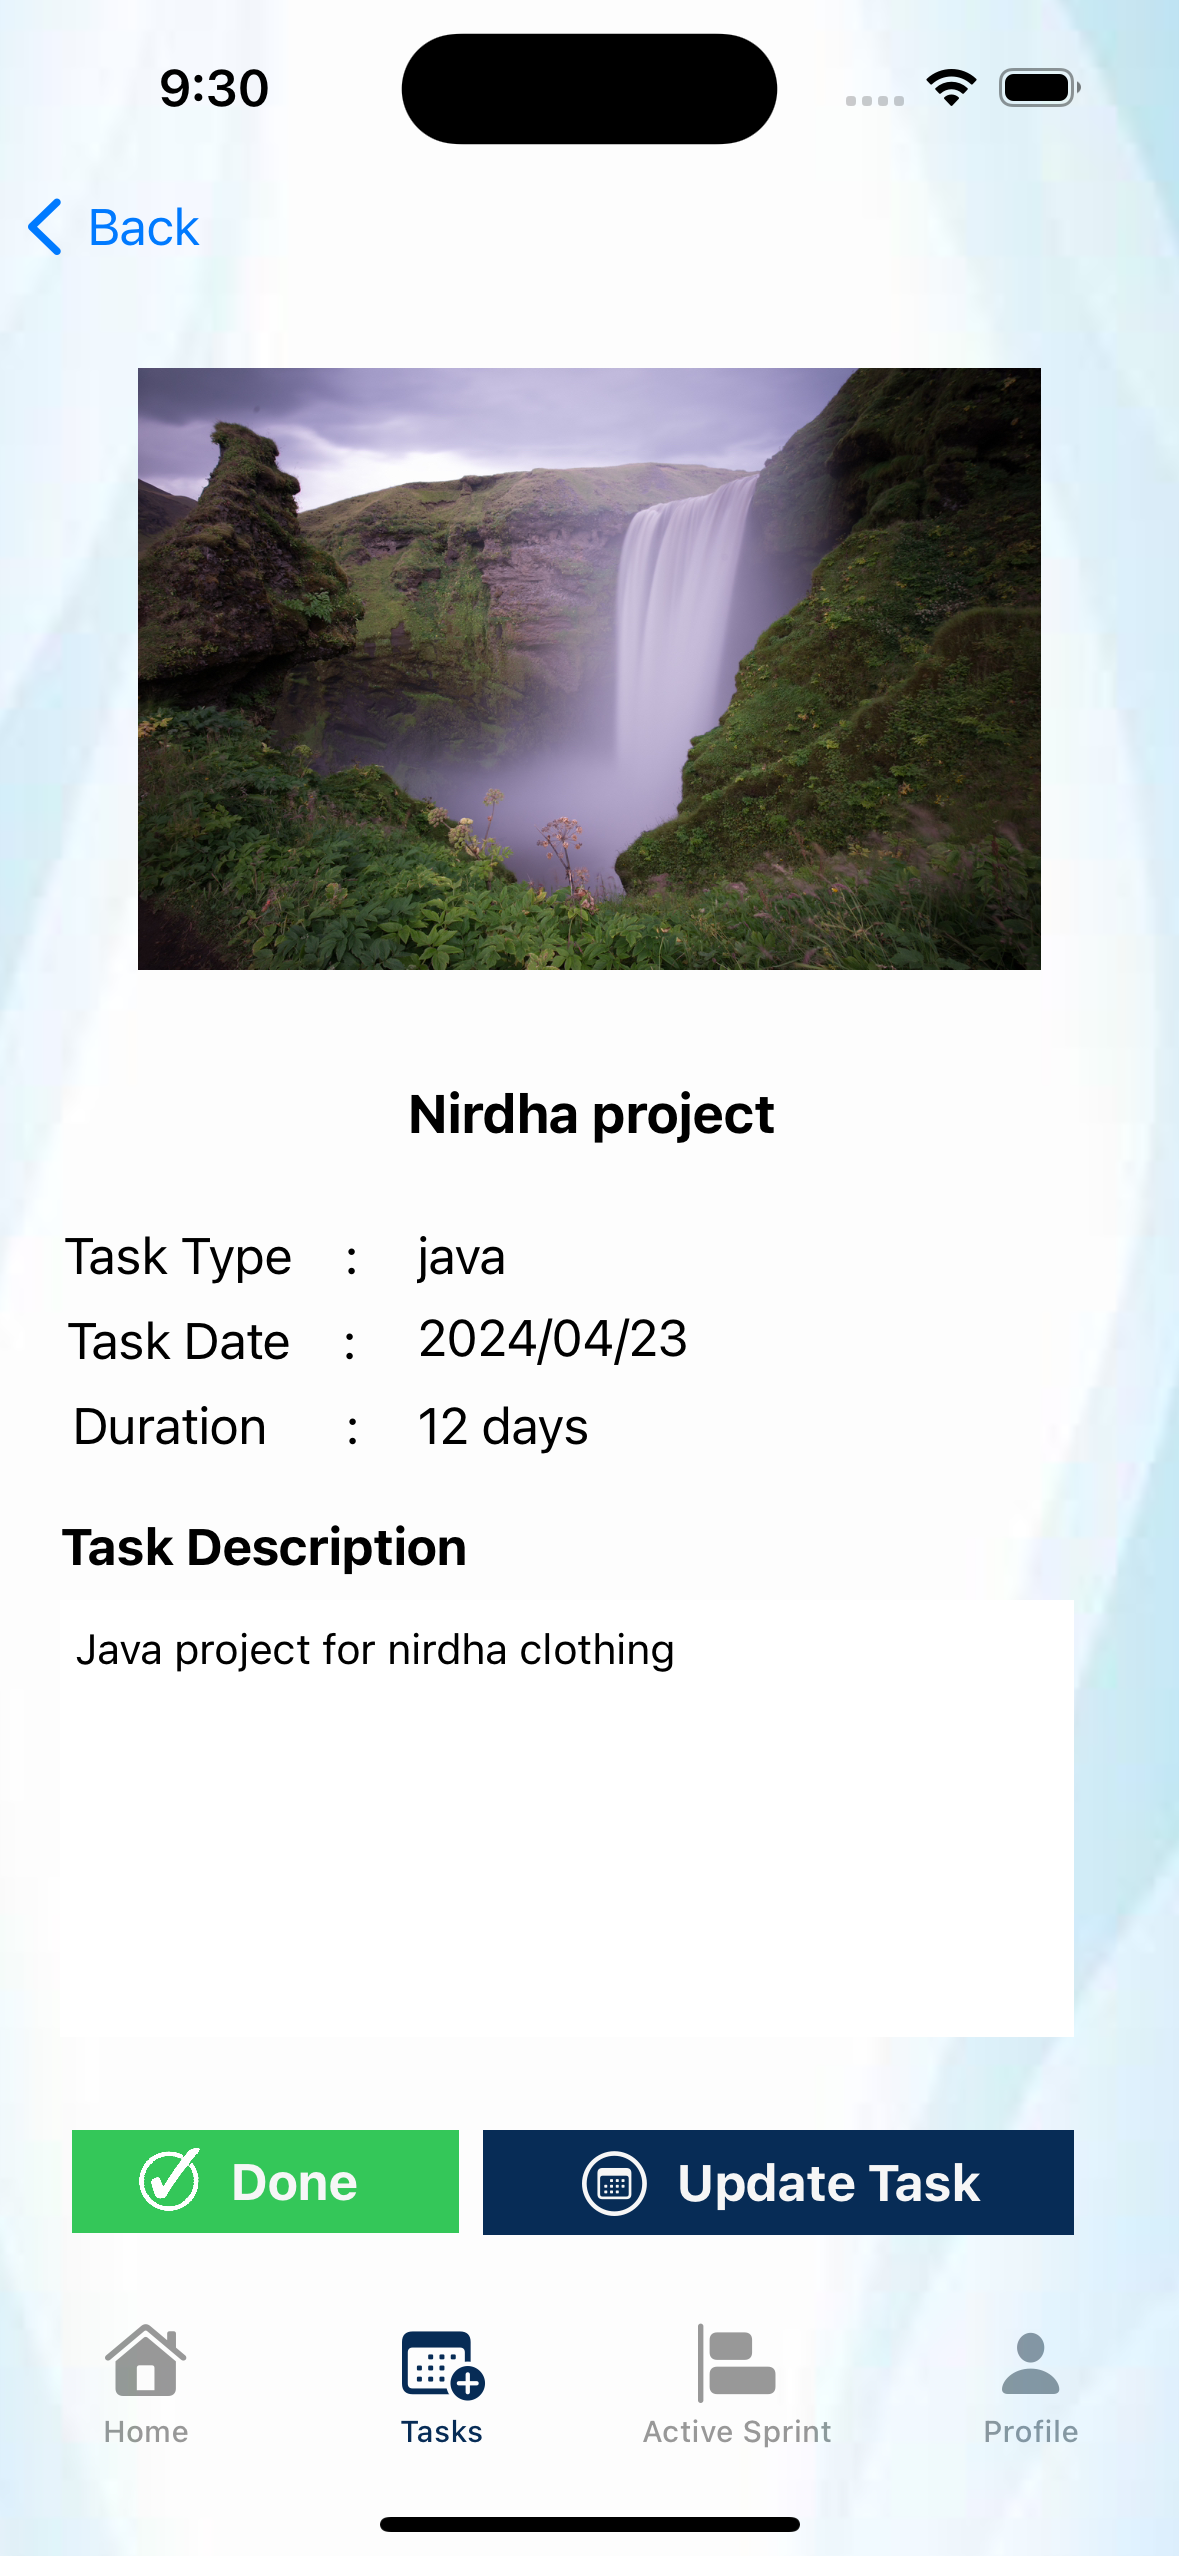 9:30
Back
Nirdha project
Task Type : java
Task Date : 2024/04/23
Duration : 12 days
Task Description
Java project for nirdha clothing
Done
Update Task
Home
Tasks
Active Sprint
Profile